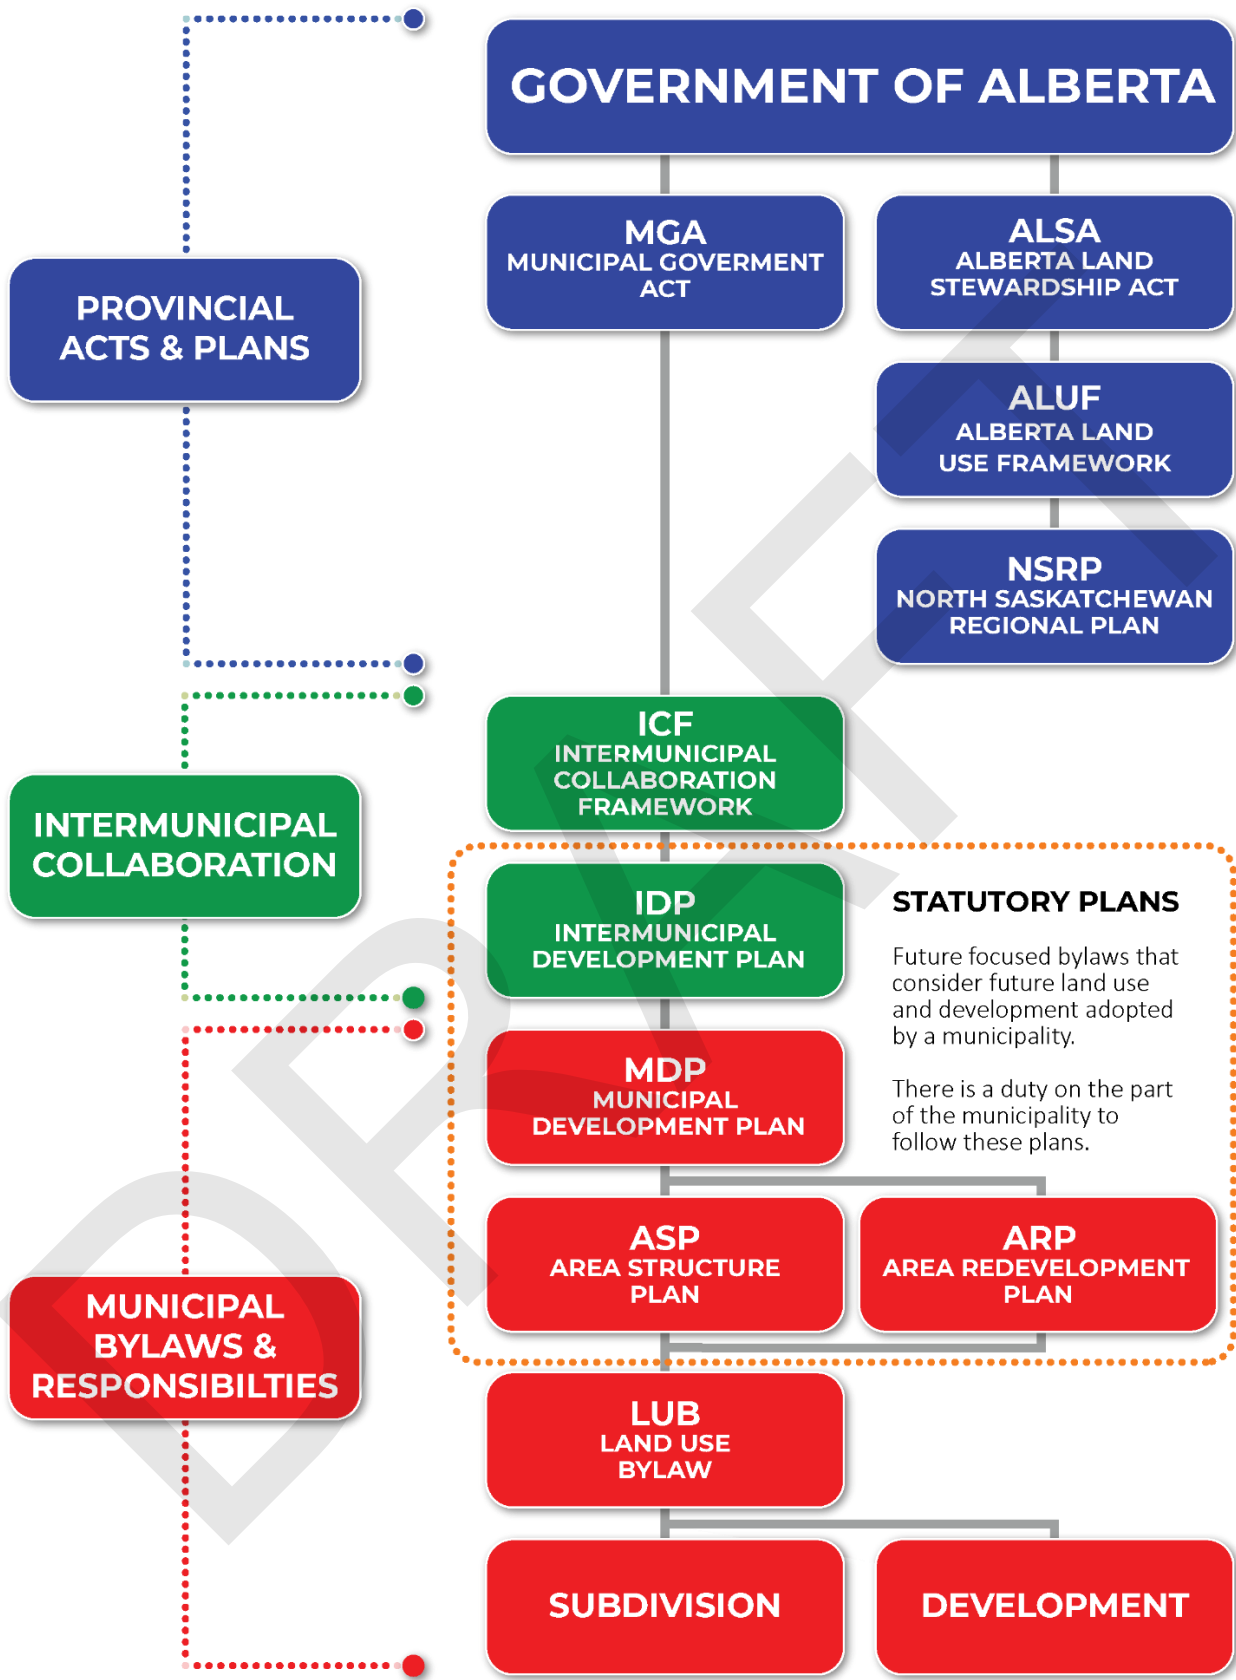 GOVERNMENT OF ALBERTA
MGA
MUNICIPAL GOVERMENT
ACT
ALSA
ALBERTA LAND
STEWARDSHIP ACT
PROVINCIAL
ACTS & PLANS
ALUF
ALBERTA LAND
USE FRAMEWORK
NSRP
NORTH SASKATCHEWAN
REGIONAL PLAN
ICF
INTERMUNICIPAL
COLLABORATION
FRAMEWORK
INTERMUNICIPAL
COLLABORATION
IDP
INTERMUNICIPAL
DEVELOPMENT PLAN
STATUTORY PLANS
Future focused bylaws that
consider future land use
and development adopted
by a municipality.
There is a duty on the part
of the municipality to
follow these plans.
MDP
MUNICIPAL
DEVELOPMENT PLAN
ASP
AREA STRUCTURE
PLAN
ARP
AREA REDEVELOPMENT
PLAN
MUNICIPAL
BYLAWS &
RESPONSIBILTIES
LUB
LAND USE
BYLAW
SUBDIVISION
DEVELOPMENT
DRAFT